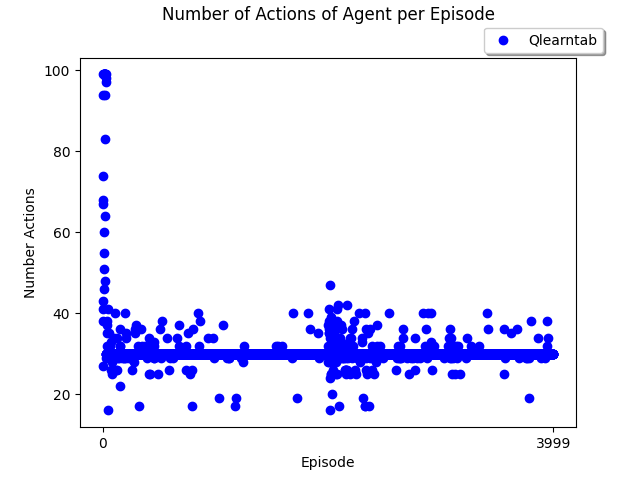 Number of Actions of Agent per Episode
Qlearntab
100
80
60
40
20
Number Actions
0
3999
Episode